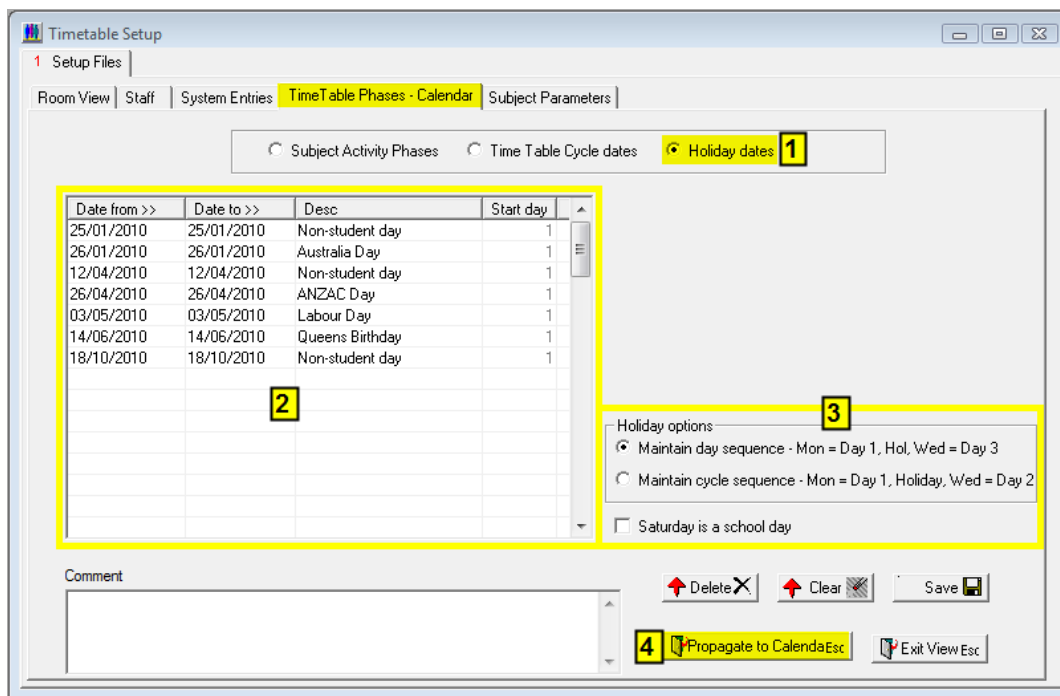 Timetable Setup
1 Setup Files
Room View Staff System Entries TimeTable Phases - Calendar Subject Parameters
Subject Activity Phases Time Table Cycle dates Holiday dates 1
Date from >> Date to >> Desc Start day
25/01/2010 25/01/2010 Non-student day 1
26/01/2010 26/01/2010 Australia Day 1
12/04/2010 12/04/2010 Non-student day 1
26/04/2010 26/04/2010 ANZAC Day 1
03/05/2010 03/05/2010 Labour Day 1
14/06/2010 14/06/2010 Queens Birthday 1
18/10/2010 18/10/2010 Non-student day 1
2
3
Holiday options
Maintain day sequence - Mon = Day 1, Hol, Wed = Day 3
Maintain cycle sequence - Mon = Day 1, Holiday, Wed = Day 2
Saturday is a school day
Comment
Delete Clear Save
4 Propagate to CalendaEsc Exit View Esc